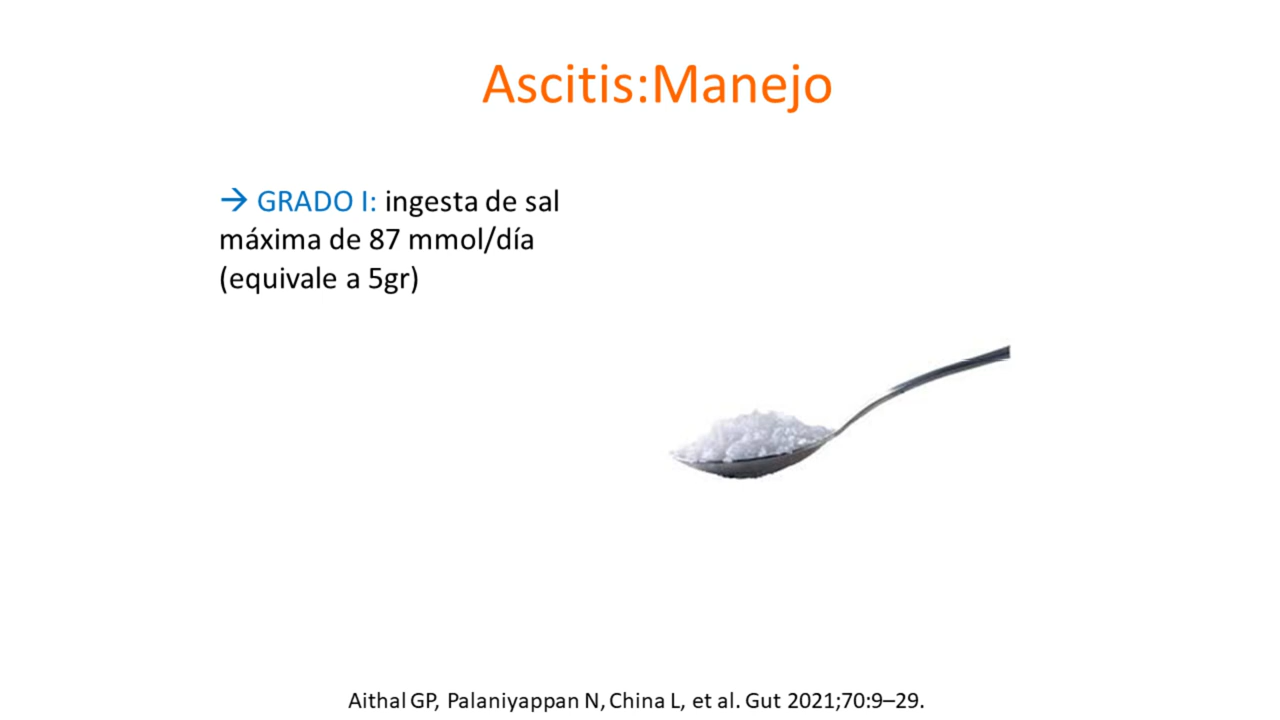 Ascitis:Manejo
→ GRADO I: ingesta de sal
máxima de 87 mmol/día
(equivale a 5gr)
Aithal GP, Palaniyappan N, China L, et al. Gut 2021;70:9–29.